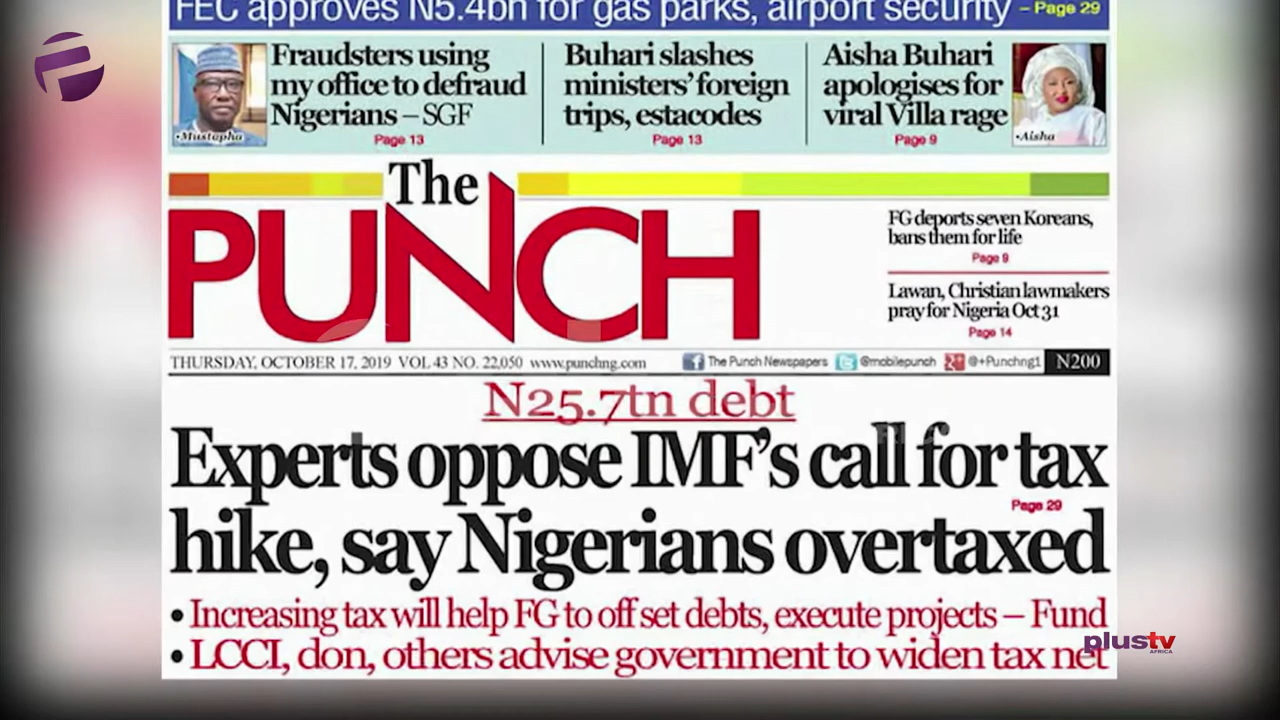 FEC approves N5.4bn for gas parks, airport security – Page 29
Fraudsters using
my office to defraud
Nigerians – SGF
Page 13
•Mustapha
Buhari slashes
ministers' foreign
trips, estacodes
Page 13
Aisha Buhari
apologises for
viral Villa rage
Page 9
•Aisha
The
PUNCH
FG deports seven Koreans,
bans them for life
Page 9
Lawan, Christian lawmakers
pray for Nigeria Oct 31
Page 14
THURSDAY, OCTOBER 17, 2019 VOL 43 NO. 22,050 www.punchng.com
The Punch Newspapers @mobilepunch @+Punchng1 N200
N25.7tn debt
Experts oppose IMF's call for tax
Page 29
hike, say Nigerians overtaxed
• Increasing tax will help FG to off set debts, execute projects – Fund
• LCCI, don, others advise government to widen tax net
plustv
AFRICA